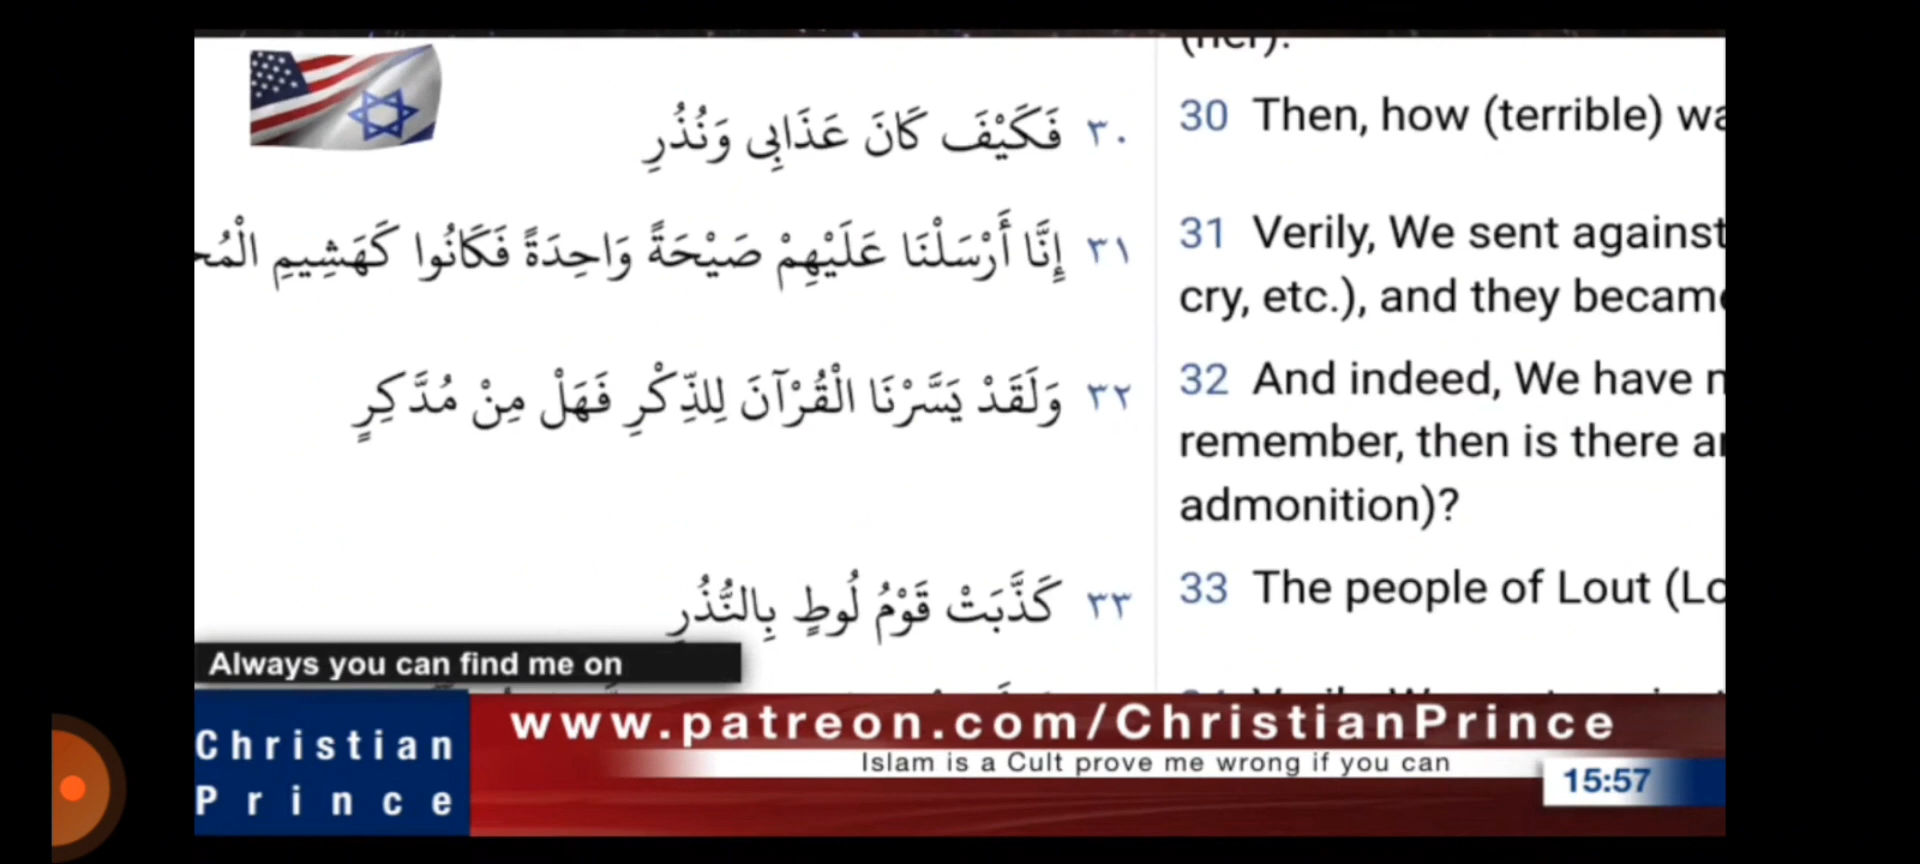 فَكَيْفَ كَانَ عَذَابِى وَنُذُرِ ٣٠
إِنَّا أَرْسَلْنَا عَلَيْهِمْ صَيْحَةً وَاحِدَةً فَكَانُوا كَهَشِيمِ ٣١
وَلَقَدْ يَسَّرْنَا الْقُرْآنَ لِلذِّكْرِ فَهَلْ مِنْ مُدَّكِرٍ ٣٢
كَذَّبَتْ قَوْمُ لُوطٍ بِالنُّذُرِ ٣٣
30 Then, how (terrible)
31 Verily, We sent against
cry, etc.), and they
32 And indeed, We have
remember, then is there
admonition)?
33 The people of Lout
Always you can find me on
Christian
Prince
www.patreon.com/ChristianPrince
Islam is a Cult prove me wrong if you can
15:57